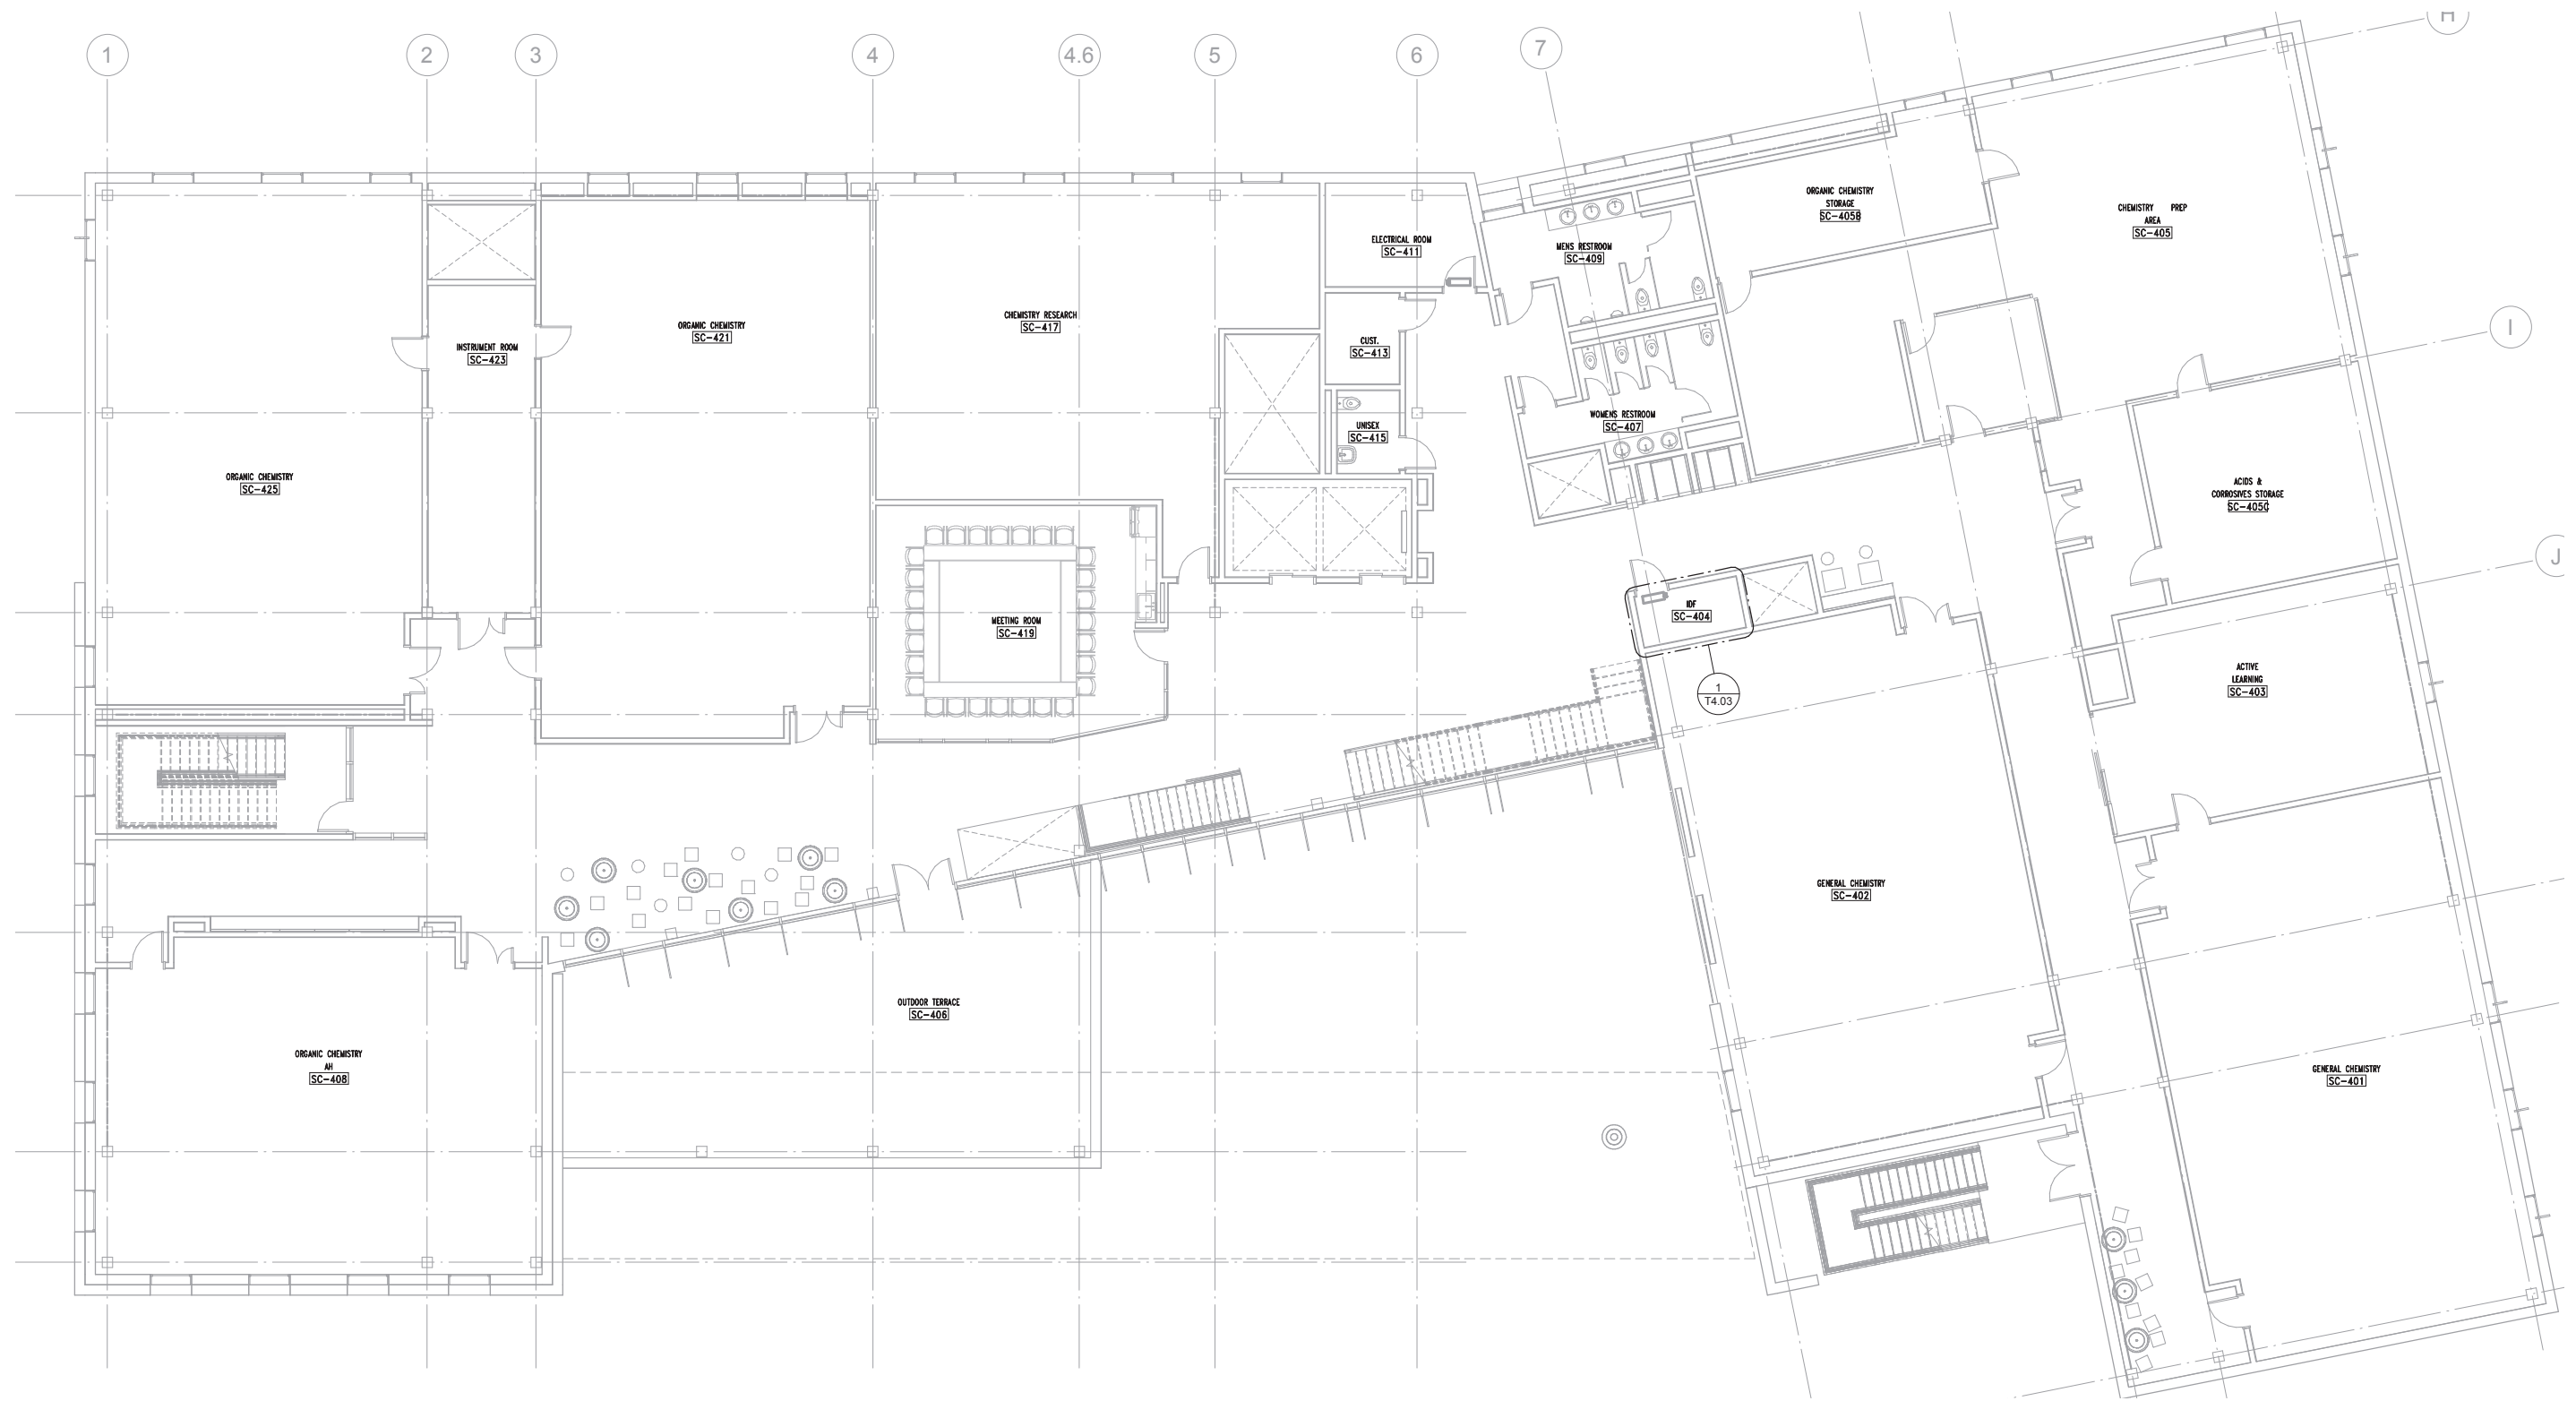 1
2
3
4
4.6
5
6
7
H
I
J
ORGANIC CHEMISTRY
STORAGE
SC-405B
CHEMISTRY PREP
AREA
SC-405
ELECTRICAL ROOM
SC-411
MENS RESTROOM
SC-409
ORGANIC CHEMISTRY
SC-421
CHEMISTRY RESEARCH
SC-417
INSTRUMENT ROOM
SC-423
CUST.
SC-413
UNISEX
SC-415
WOMENS RESTROOM
SC-407
ORGANIC CHEMISTRY
SC-425
ACIDS &
CORROSIVES STORAGE
SC-405C
MEETING ROOM
SC-419
IDF
SC-404
1
T4.03
ACTIVE
LEARNING
SC-403
GENERAL CHEMISTRY
SC-402
OUTDOOR TERRACE
SC-406
ORGANIC CHEMISTRY
AH
SC-408
GENERAL CHEMISTRY
SC-401